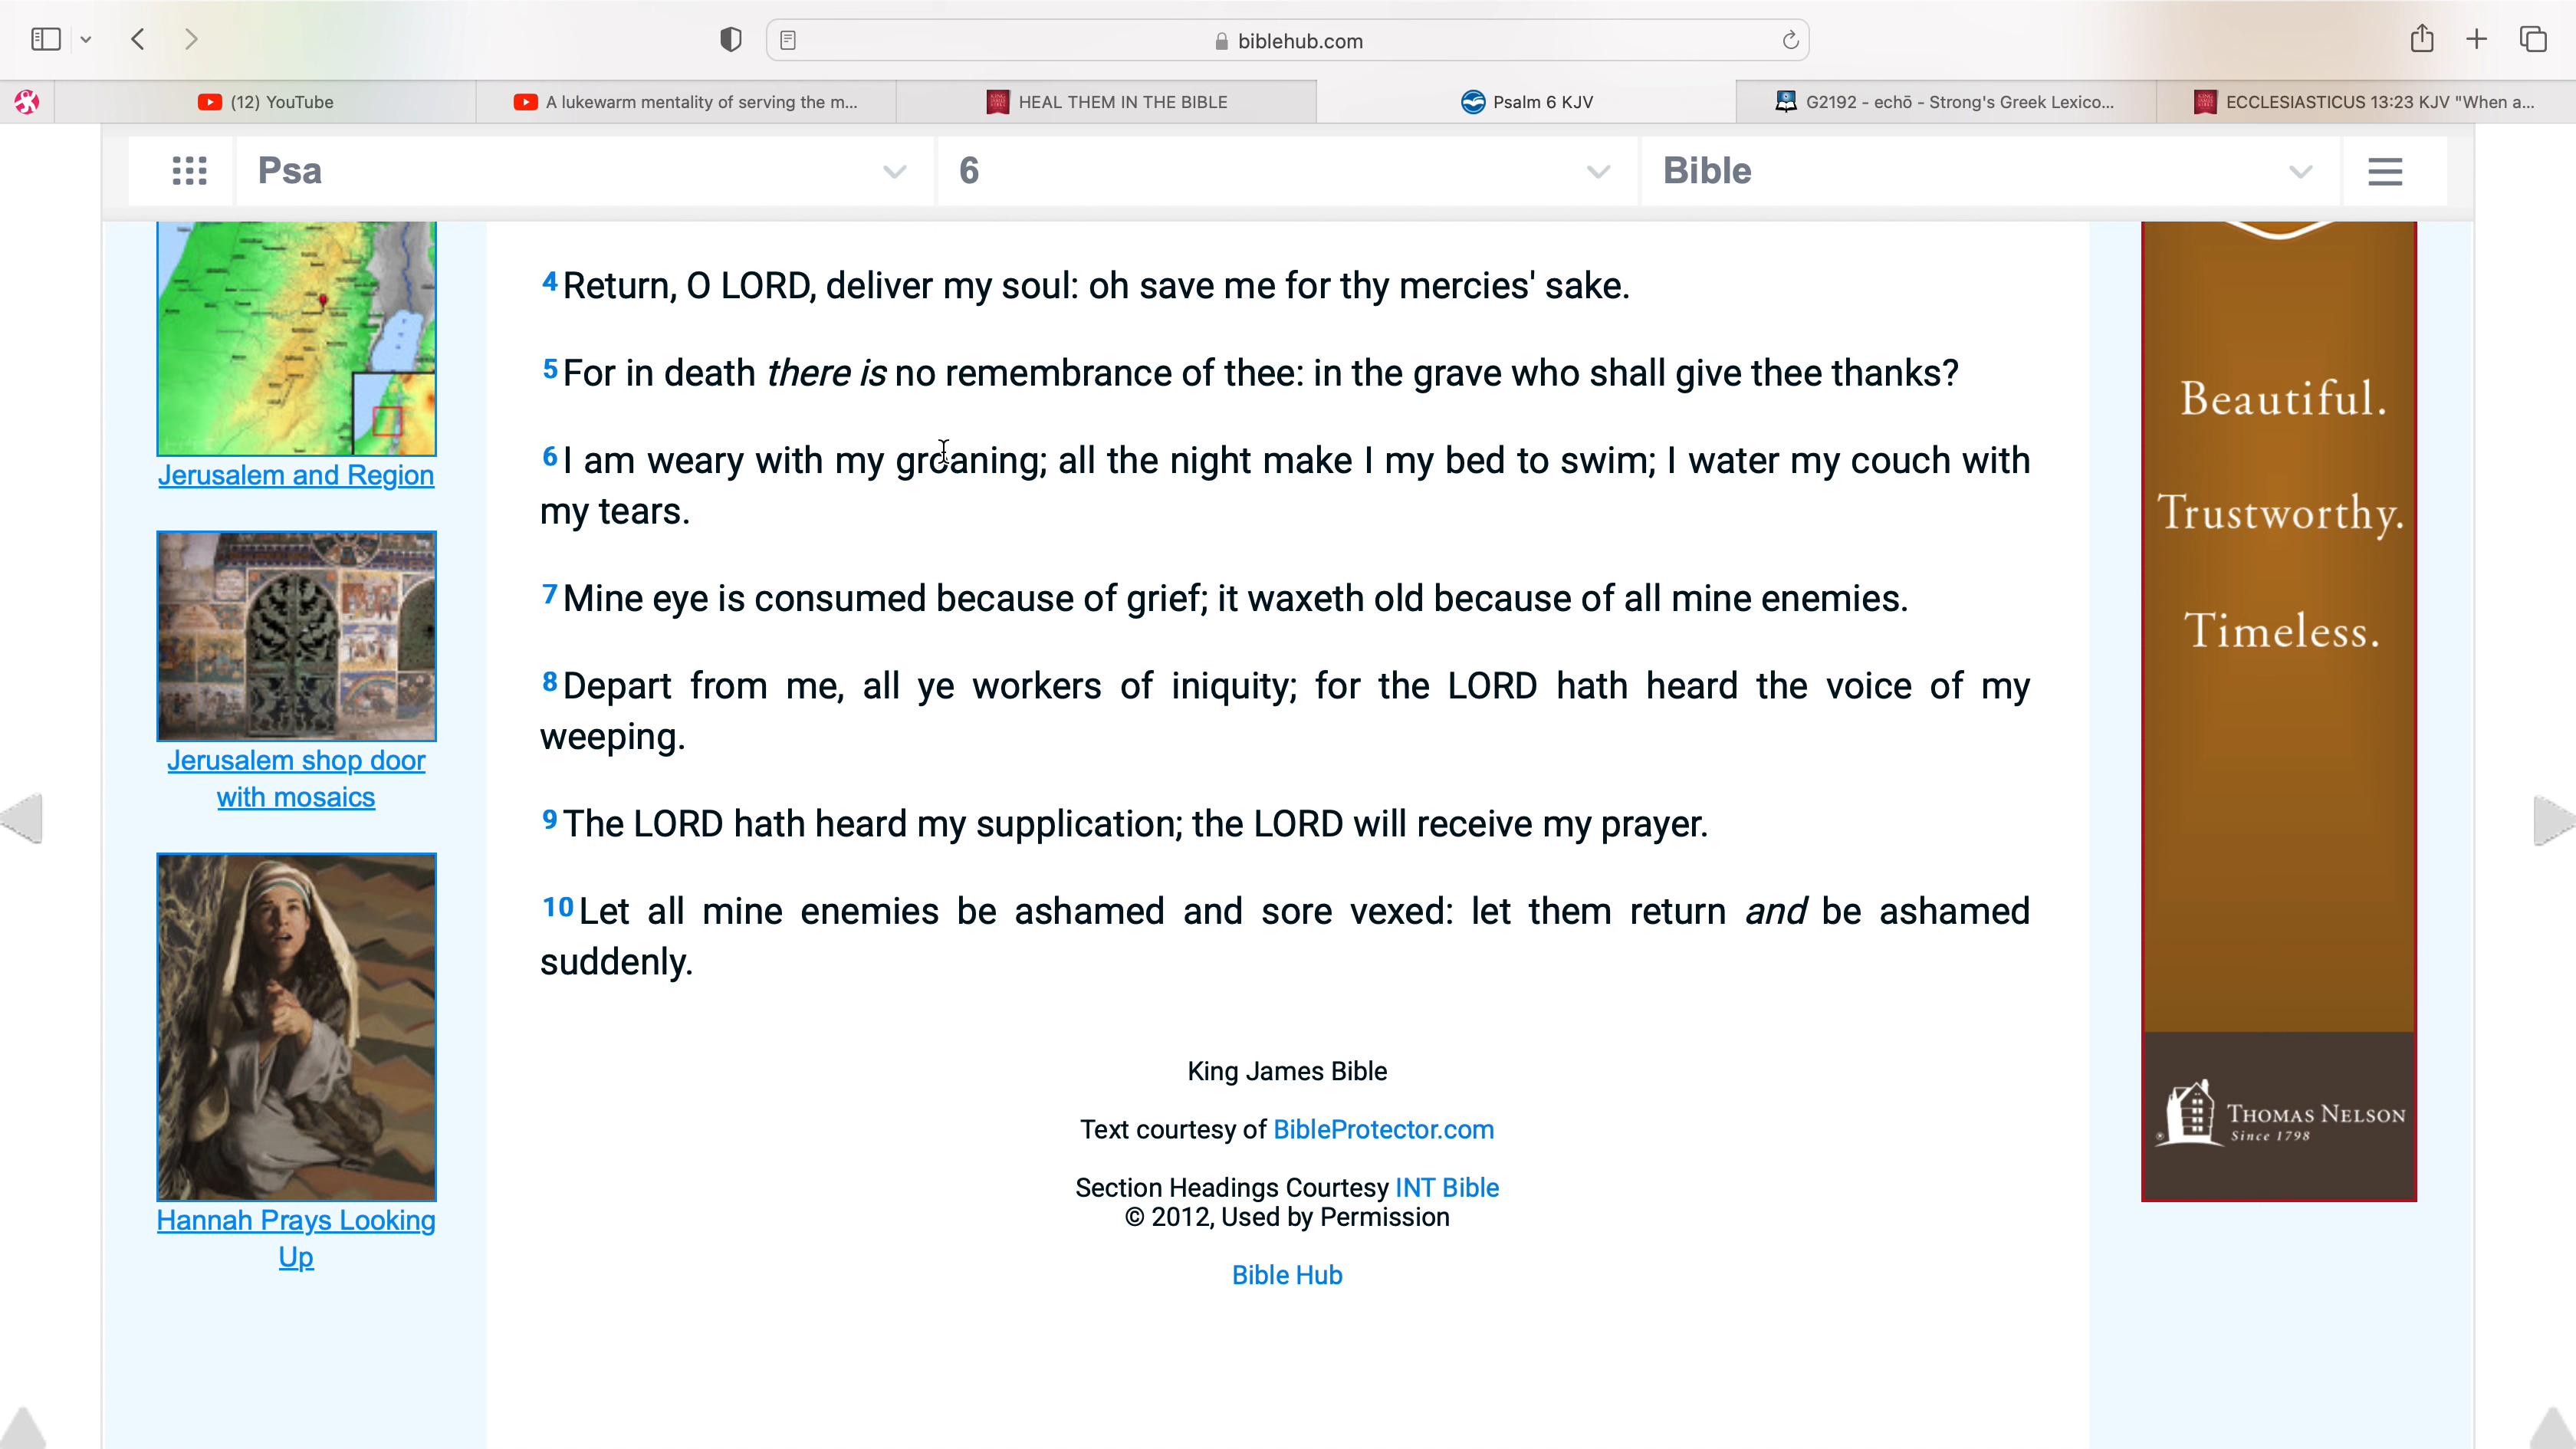 biblehub.com
(12) YouTube
A lukewarm mentality of serving the m...
HEAL THEM IN THE BIBLE
Psalm 6 KJV
G2192 - echō - Strong's Greek Lexico...
ECCLESIASTICUS 13:23 KJV "When a...
Psa
6
Bible
4 Return, O LORD, deliver my soul: oh save me for thy mercies' sake.
5 For in death there is no remembrance of thee: in the grave who shall give thee thanks?
6 I am weary with my groaning; all the night make I my bed to swim; I water my couch with
my tears.
7 Mine eye is consumed because of grief; it waxeth old because of all mine enemies.
8 Depart from me, all ye workers of iniquity; for the LORD hath heard the voice of my
weeping.
9 The LORD hath heard my supplication; the LORD will receive my prayer.
10 Let all mine enemies be ashamed and sore vexed: let them return and be ashamed
suddenly.
King James Bible
Text courtesy of BibleProtector.com
Section Headings Courtesy INT Bible
© 2012, Used by Permission
Bible Hub
Jerusalem and Region
Jerusalem shop door
with mosaics
Hannah Prays Looking
Up
Beautiful.
Trustworthy.
Timeless.
THOMAS NELSON
Since 1798